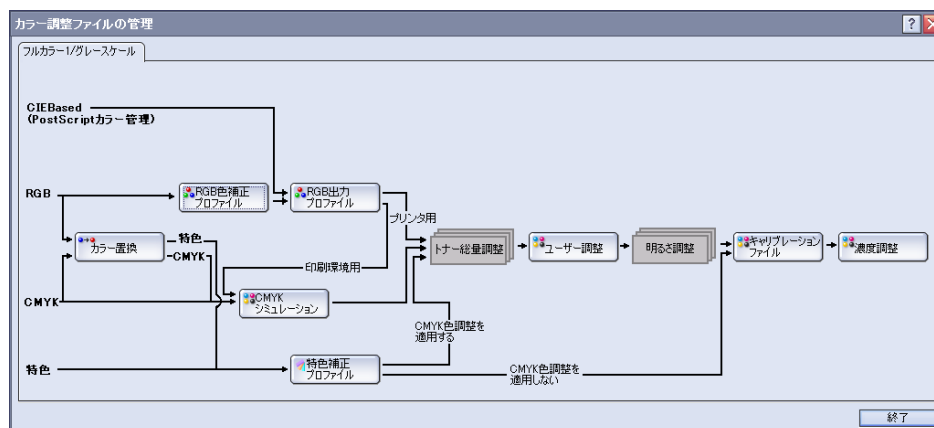 カラー調整ファイルの管理
?
フルカラー1/グレースケール
CIEBased
(PostScriptカラー管理)
RGB
RGB色補正
プロファイル
RGB出力
プロファイル
プリンタ用
カラー置換
特色
CMYK
トナー総量調整
ユーザー調整
明るさ調整
キャリブレーション
ファイル
濃度調整
印刷環境用
CMYK
CMYK
シミュレーション
CMYK色調整を
適用する
特色
特色補正
プロファイル
CMYK色調整を
適用しない
終了